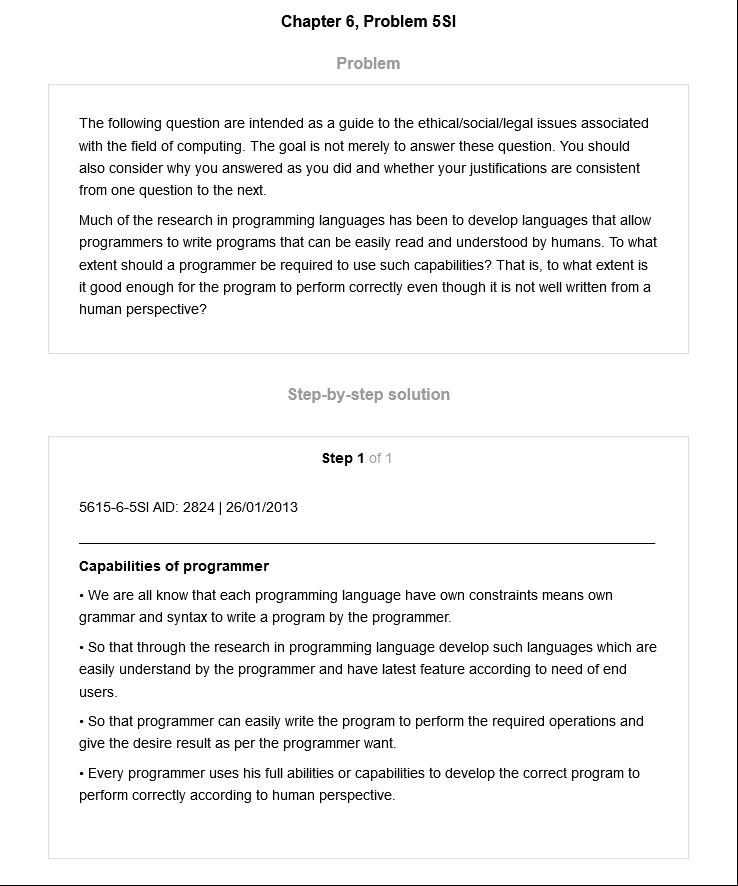 Chapter 6, Problem 5SI
Problem
The following question are intended as a guide to the ethical/social/legal issues associated
with the field of computing. The goal is not merely to answer these question. You should
also consider why you answered as you did and whether your justifications are consistent
from one question to the next.
Much of the research in programming languages has been to develop languages that allow
programmers to write programs that can be easily read and understood by humans. To what
extent should a programmer be required to use such capabilities? That is, to what extent is
it good enough for the program to perform correctly even though it is not well written from a
human perspective?
Step-by-step solution
Step 1 of 1
5615-6-5SI AID: 2824 | 26/01/2013
Capabilities of programmer
• We are all know that each programming language have own constraints means own
grammar and syntax to write a program by the programmer.
• So that through the research in programming language develop such languages which are
easily understand by the programmer and have latest feature according to need of end
users.
• So that programmer can easily write the program to perform the required operations and
give the desire result as per the programmer want.
• Every programmer uses his full abilities or capabilities to develop the correct program to
perform correctly according to human perspective.